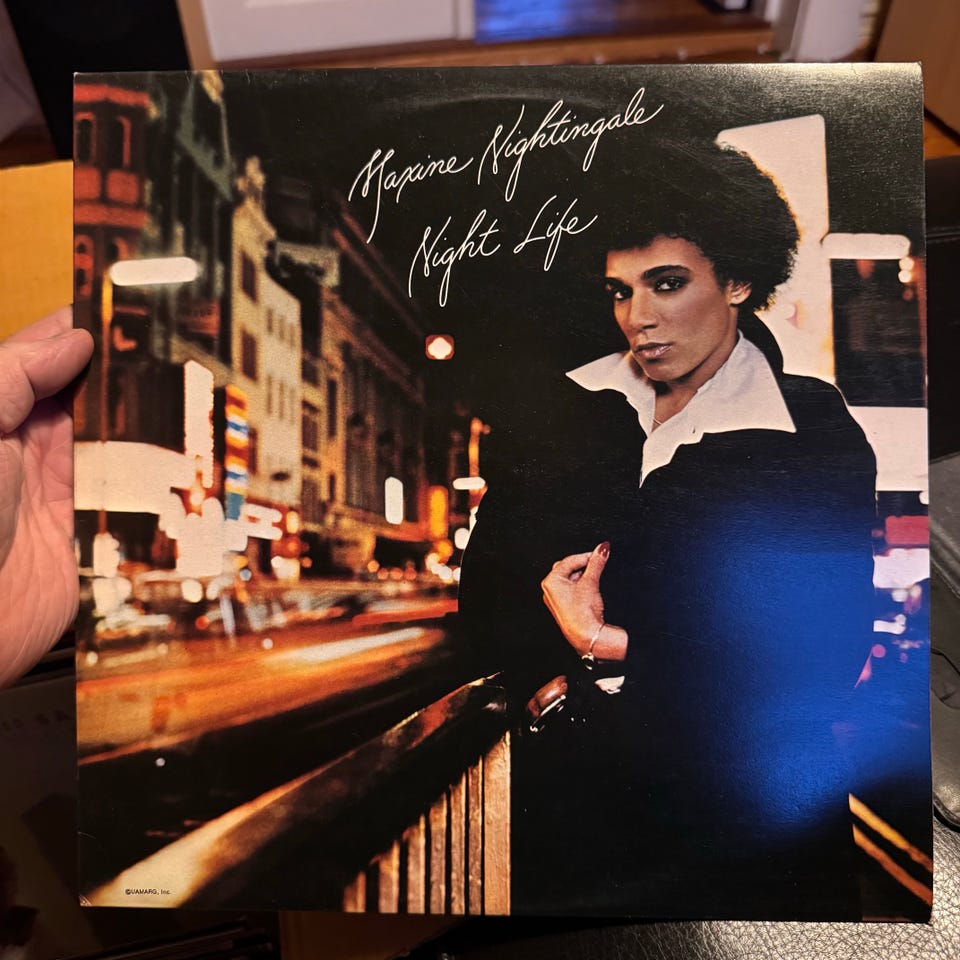 Maxine Nightingale
Night Life
©UAMARG, Inc.